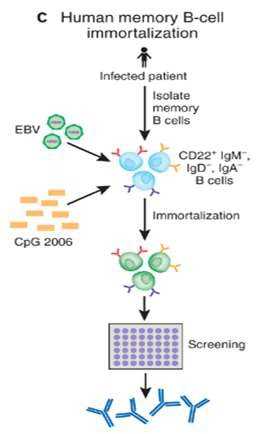 C Human memory B-cell
immortalization
Infected patient
Isolate
memory
B cells
EBV
CD22⁺ IgM⁻,
IgD⁻, IgA⁻
B cells
CpG 2006
Immortalization
Screening